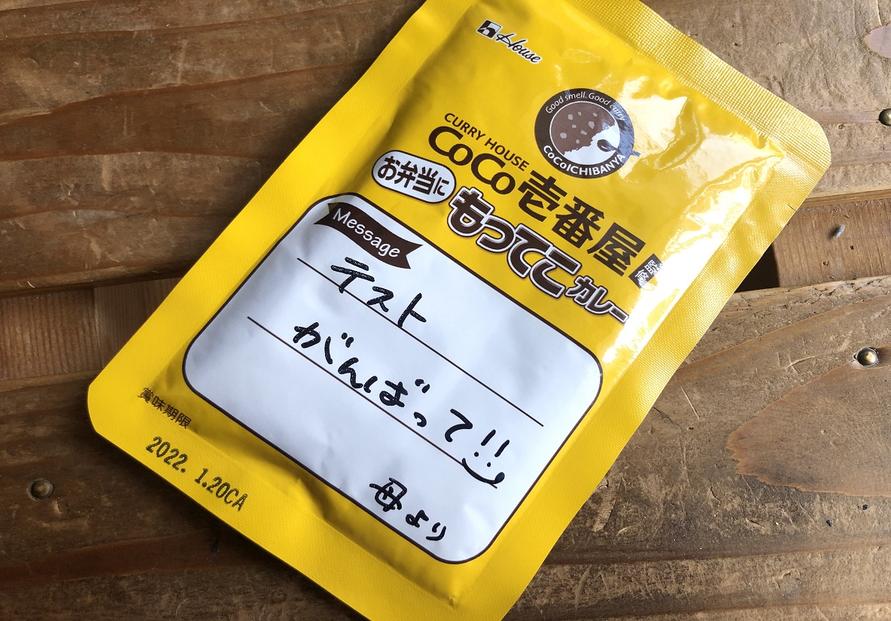 House
Good smell. Good curry.
CoCoICHIBANYA
CURRY HOUSE
CoCo壱番屋
監修
お弁当に
もってこカレー
Message
テスト
がんばって!!
母より
賞味期限
2022. 1.20CA